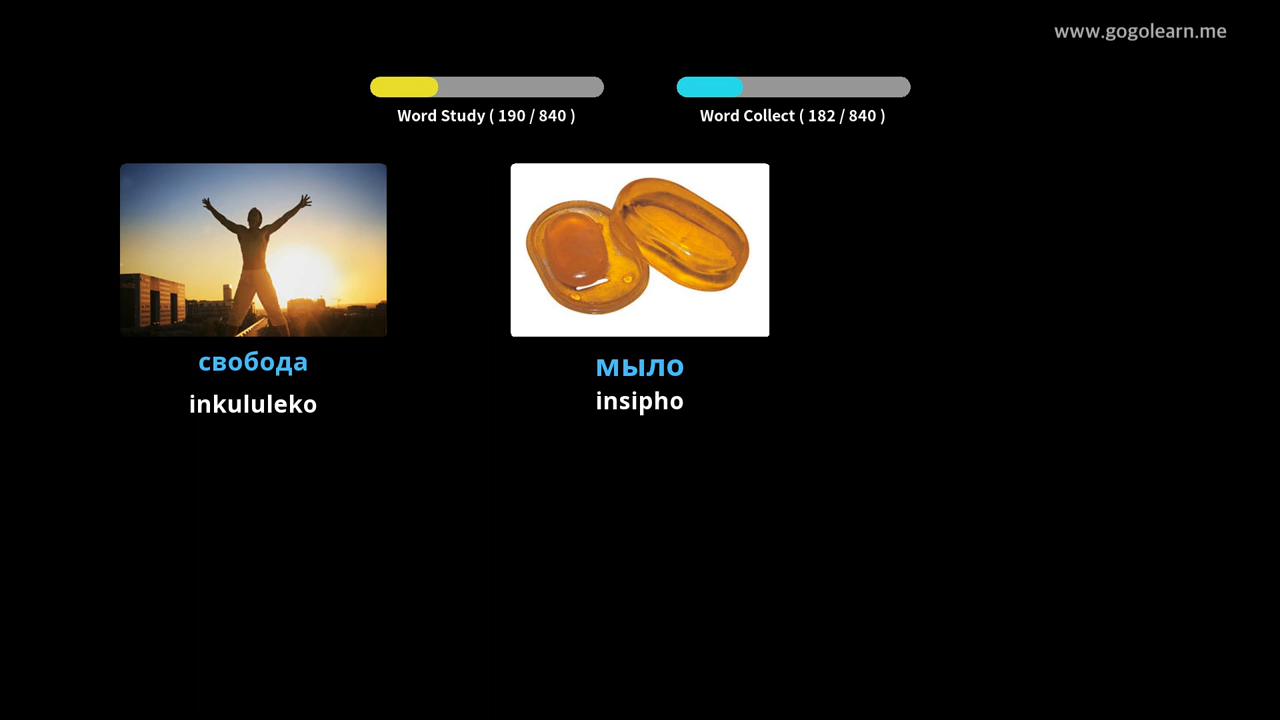 www.gogolearn.me
Word Study ( 190 / 840 )
Word Collect ( 182 / 840 )
свобода
inkululeko
мыло
insipho